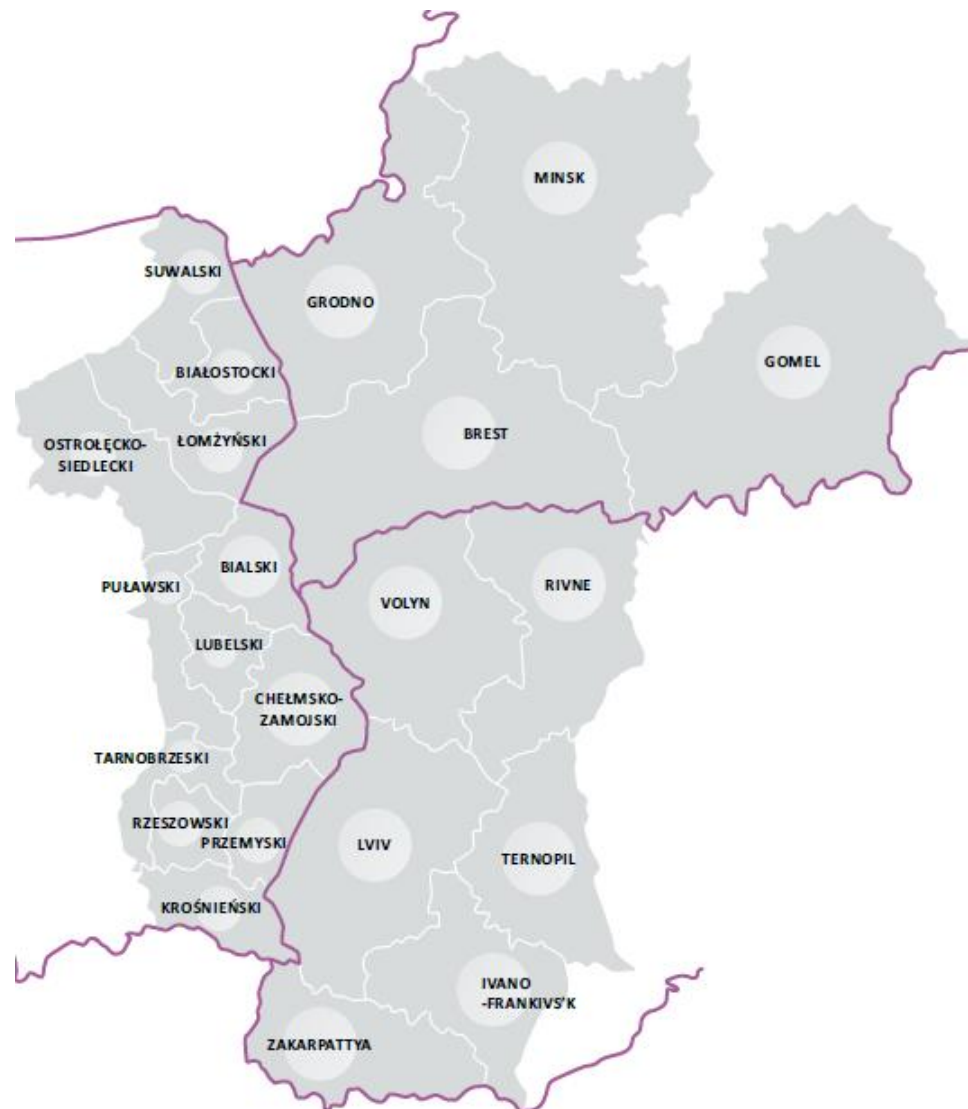 MINSK
SUWALSKI
GRODNO
GOMEL
BIAŁOSTOCKI
BREST
OSTROŁĘCKO-
SIEDLECKI
ŁOMŻYŃSKI
BIALSKI
PUŁAWSKI
RIVNE
VOLYN
LUBELSKI
CHEŁMSKO-
ZAMOJSKI
TARNOBRZESKI
RZESZOWSKI
PRZEMYSKI
LVIV
TERNOPIL
KROŚNIEŃSKI
IVANO
-FRANKIVS'K
ZAKARPATTYA